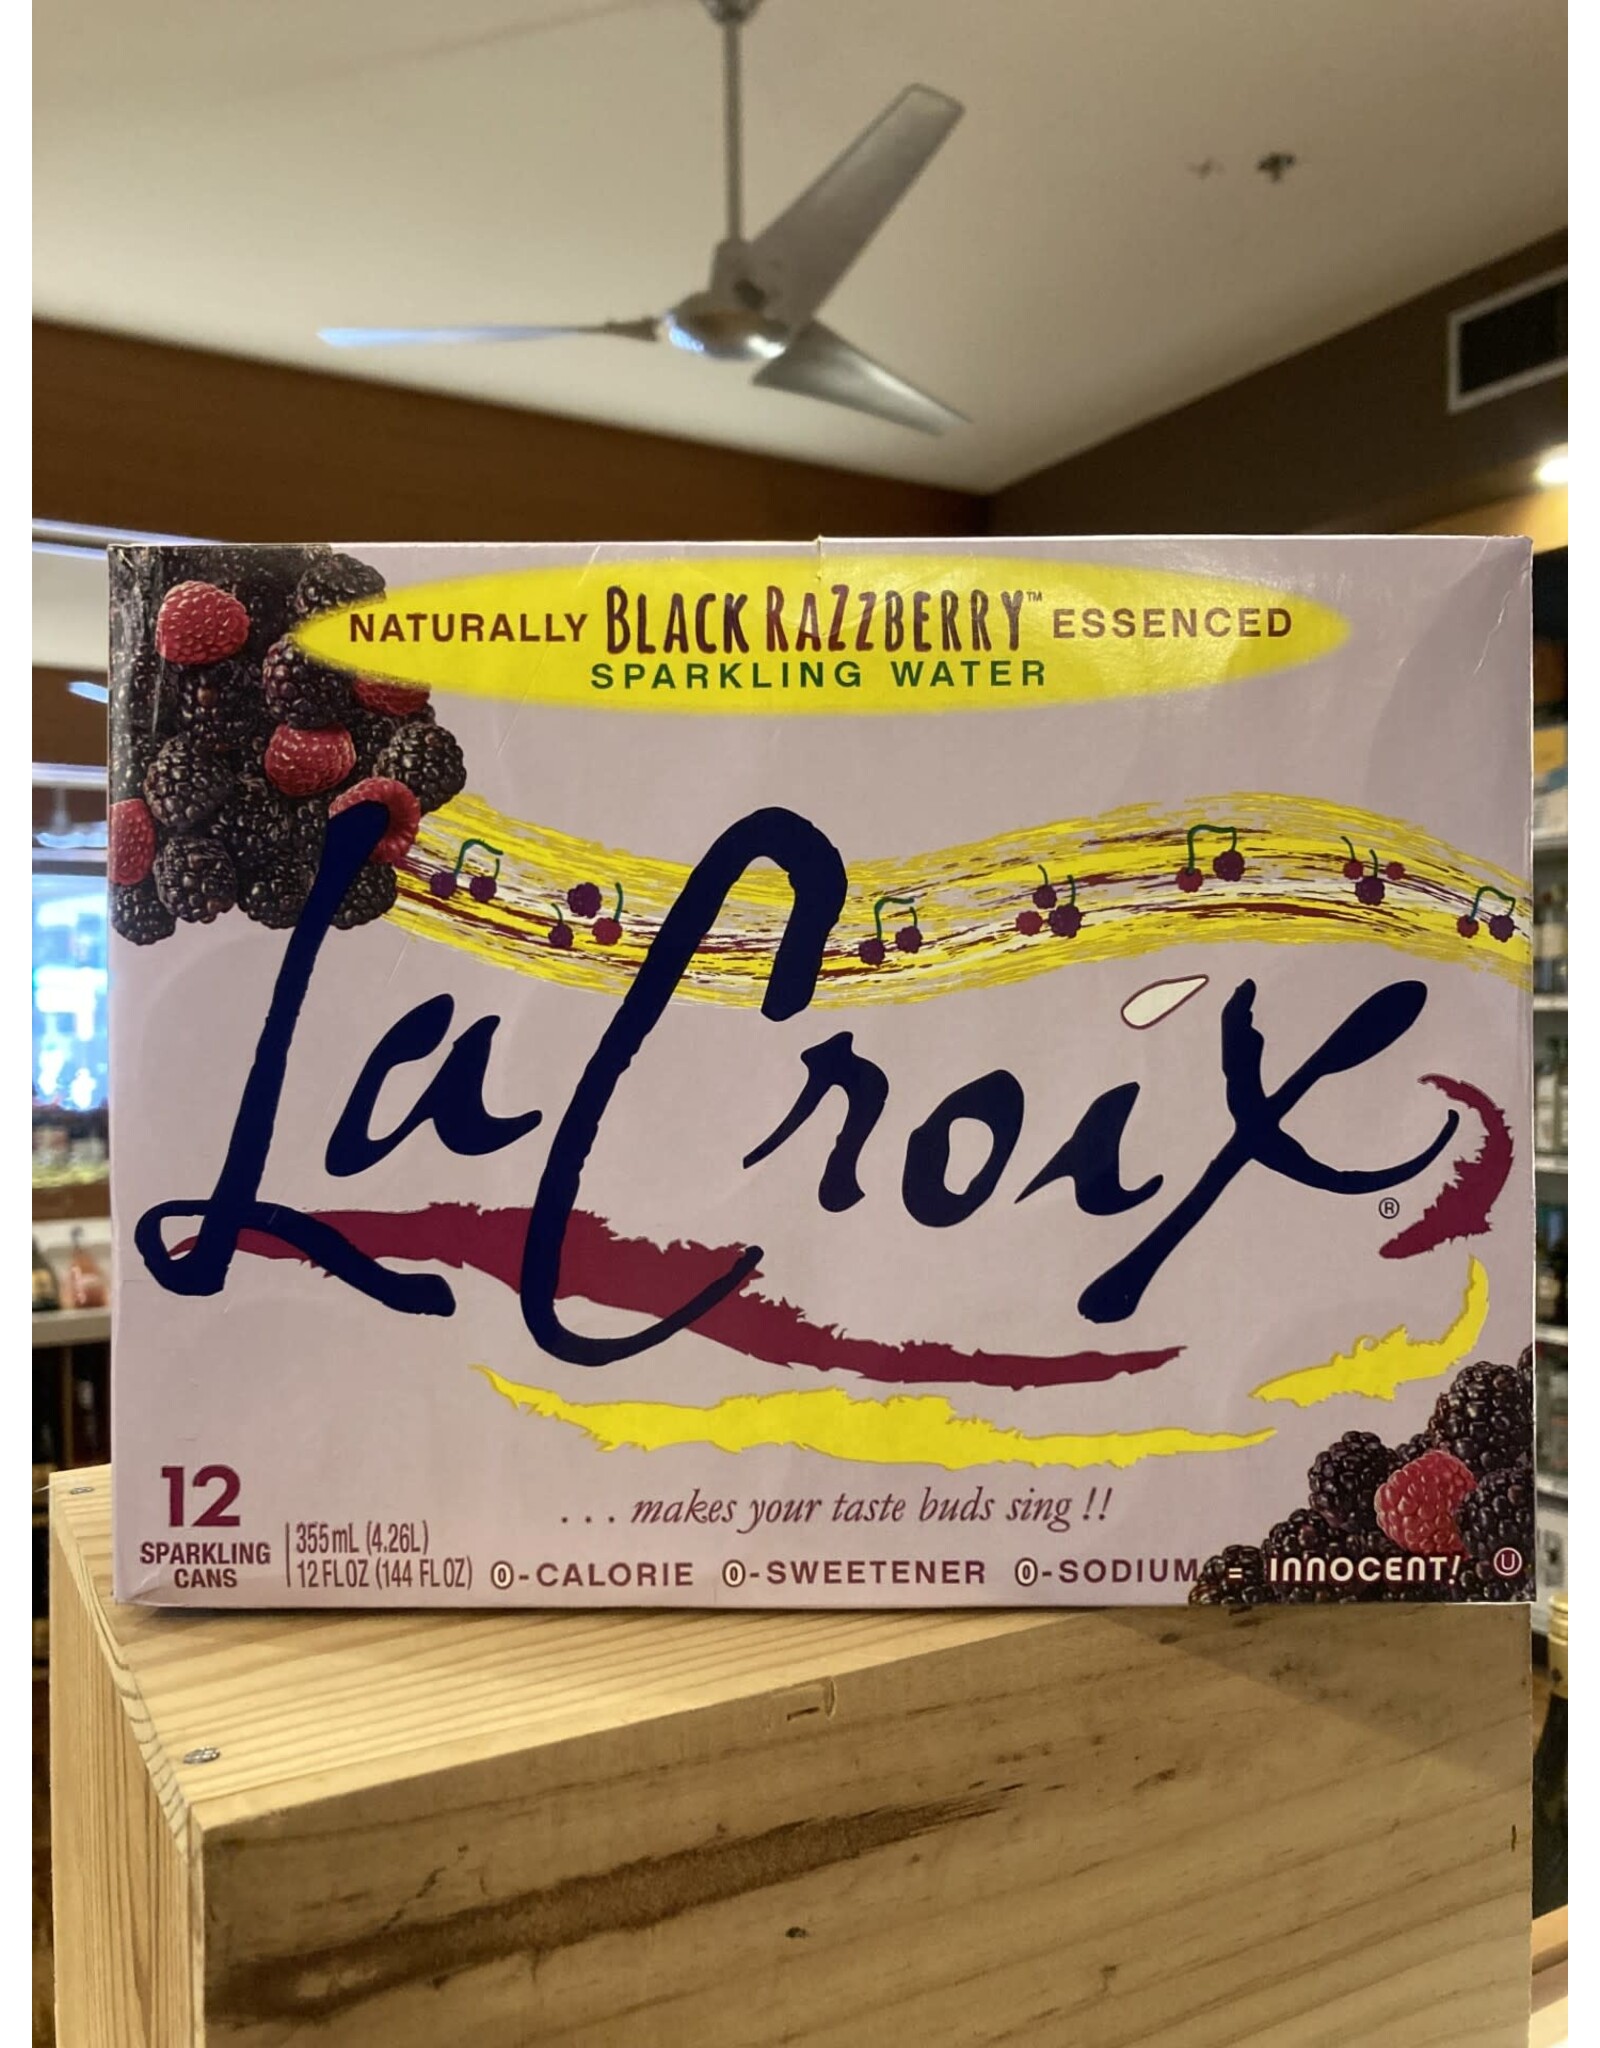 NATURALLY BLACK RAZZBERRY™ ESSENCED
SPARKLING WATER
LaCroix®
... makes your taste buds sing !!
12
SPARKLING
CANS
355mL (4.26L)
12 FL OZ (144 FL OZ)
0-CALORIE 0-SWEETENER 0-SODIUM = INNOCENT! U